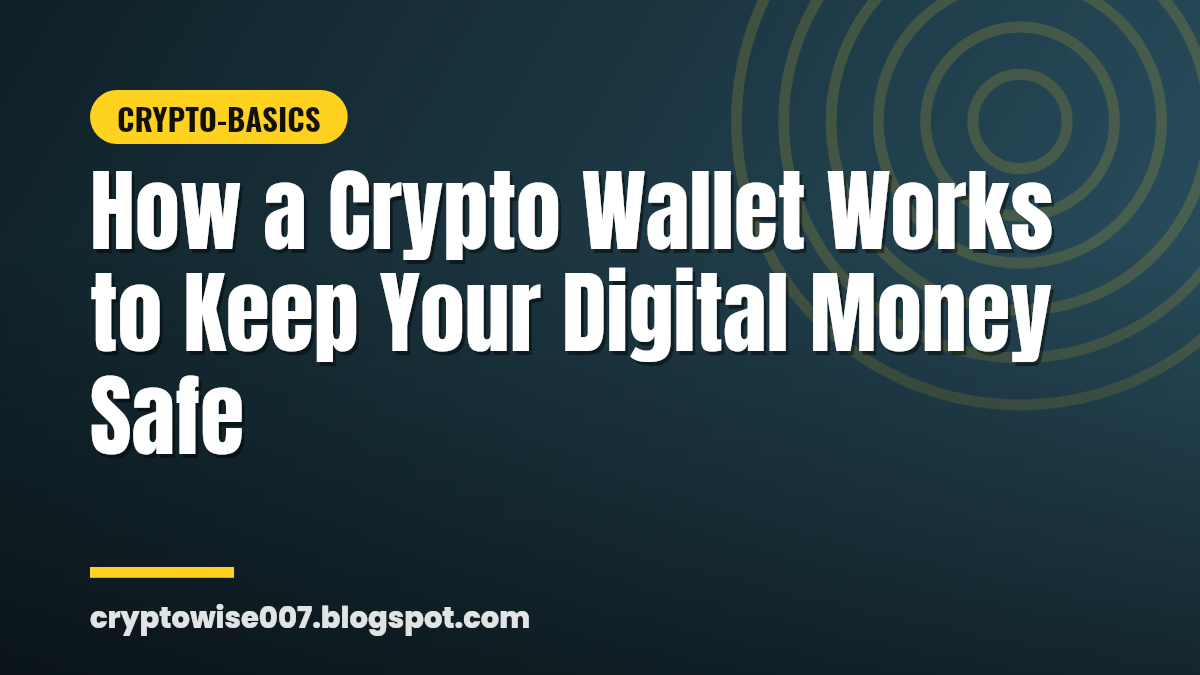 CRYPTO-BASICS
How a Crypto Wallet Works
to Keep Your Digital Money
Safe
cryptowise007.blogspot.com